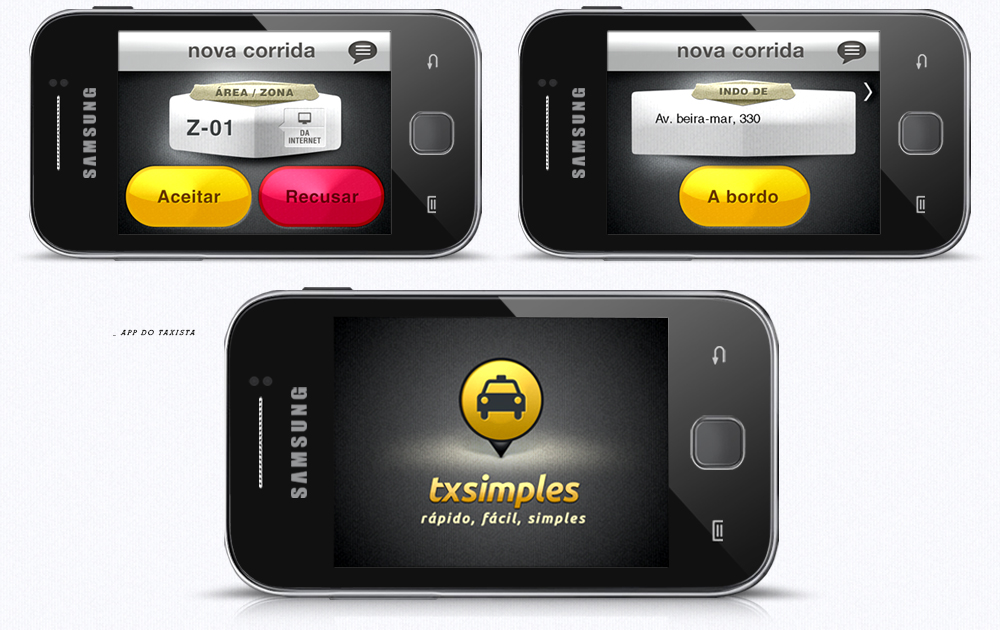 nova corrida
ÁREA / ZONA
Z-01
DA
INTERNET
Aceitar
Recusar
SAMSUNG
nova corrida
INDO DE
Av. beira-mar, 330
A bordo
SAMSUNG
_ APP DO TAXISTA
SAMSUNG
txsimples
rápido, fácil, simples